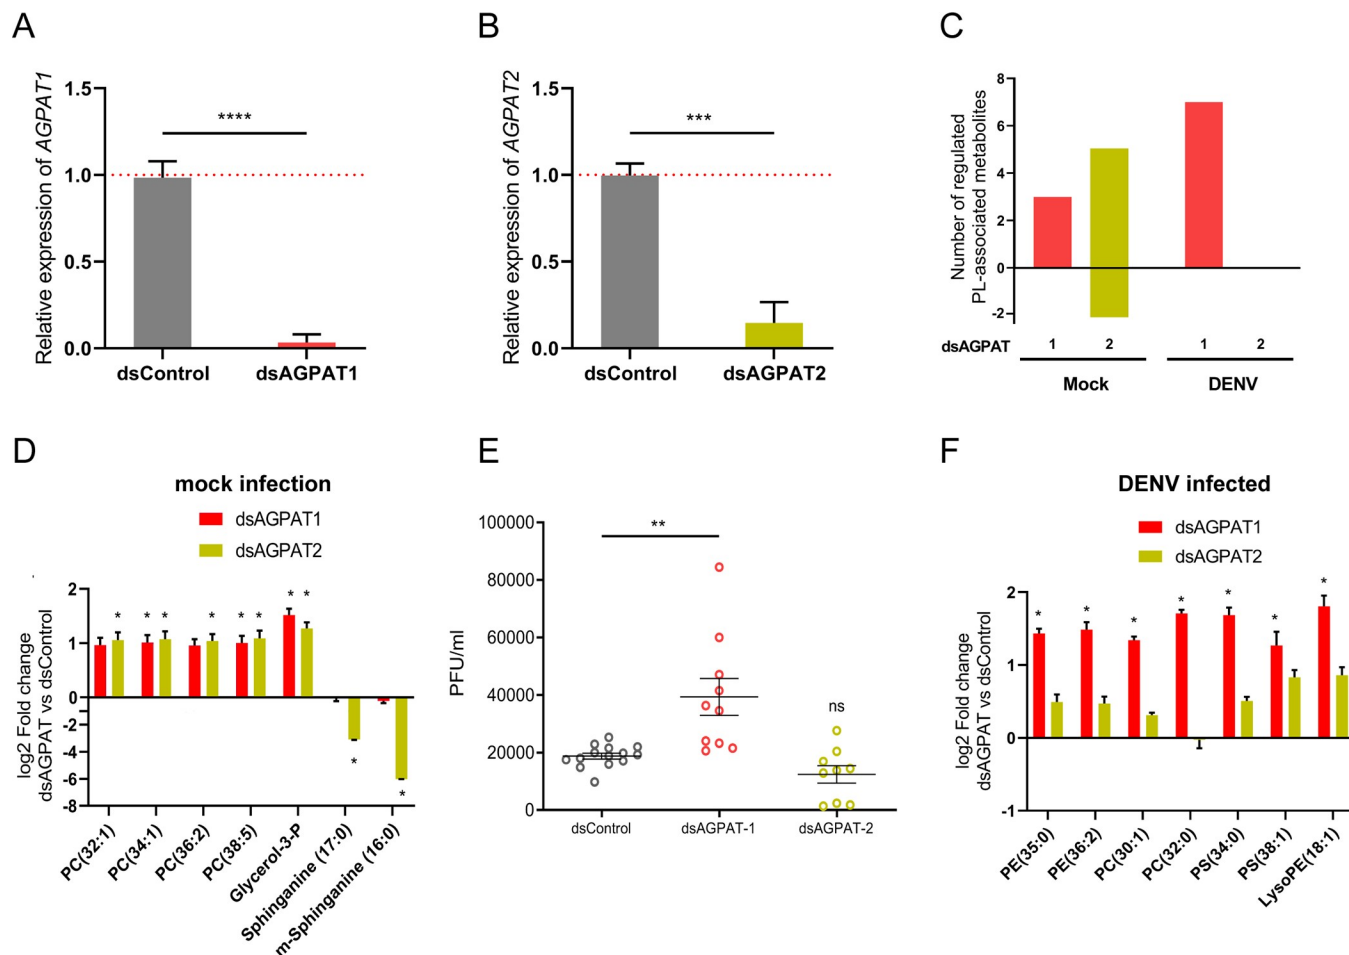 A
Relative expression of AGPAT1
1.5
1.0
0.5
0.0
****
dsControl
dsAGPAT1
B
Relative expression of AGPAT2
1.5
1.0
0.5
0.0
***
dsControl
dsAGPAT2
C
Number of regulated
PL-associated metabolites
8
6
4
2
0
-2
dsAGPAT 1 2 1 2
Mock DENV
D
mock infection
dsAGPAT1
dsAGPAT2
log2 Fold change
dsAGPAT vs dsControl
2
1
0
-2
-4
-6
-8
* * * * * * * *
* *
PC(32:1)
PC(34:1)
PC(36:2)
PC(38:5)
Glycerol-3-P
Sphinganine (17:0)
m-Sphinganine (16:0)
E
PFU/ml
100000
80000
60000
40000
20000
0
**
ns
dsControl
dsAGPAT-1
dsAGPAT-2
F
DENV infected
dsAGPAT1
dsAGPAT2
log2 Fold change
dsAGPAT vs dsControl
2
1
0
-1
* * * * * * *
PE(35:0)
PE(36:2)
PC(30:1)
PC(32:0)
PS(34:0)
PS(38:1)
LysoPE(18:1)